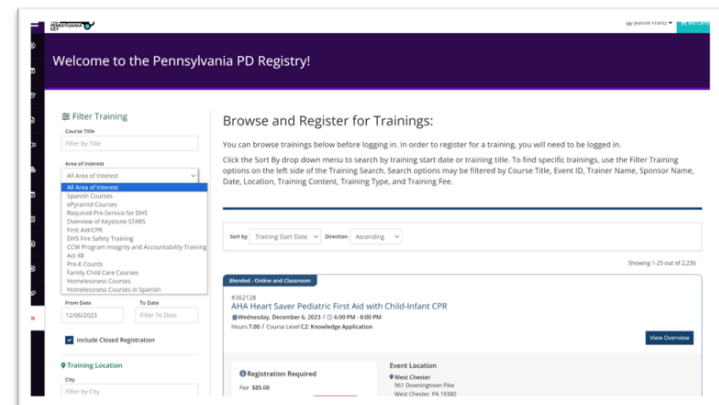 PENNSYLVANIA
KEY
Jeanne Frantz
Welcome to the Pennsylvania PD Registry!
Filter Training
Course Title
Filter by Title
Area of Interest
All Area of Interest
All Area of Interest
Spanish Courses
ePyramid Courses
Required Pre-Service for DHS
Overview of Keystone STARS
First Aid/CPR
DHS Fire Safety Training
CCW Program Integrity and Accountability Training
Act 48
Pre-K Counts
Family Child Care Courses
Homelessness Courses
Homelessness Courses in Spanish
From Date To Date
12/06/2023 Filter To Date
Include Closed Registration
Training Location
City
Filter by City
Browse and Register for Trainings:
You can browse trainings below before logging in. In order to register for a training, you will need to be logged in.
Click the Sort By drop down menu to search by training start date or training title. To find specific trainings, use the Filter Training
options on the left side of the Training Search. Search options may be filtered by Course Title, Event ID, Trainer Name, Sponsor Name,
Date, Location, Training Content, Training Type, and Training Fee.
Sort by Training Start Date Direction Ascending
Showing 1-25 out of 2,236
Blended - Online and Classroom
#362128
AHA Heart Saver Pediatric First Aid with Child-Infant CPR
Wednesday, December 6, 2023 / 6:00 PM - 8:00 PM
Hours 7.00 / Course Level C2: Knowledge Application
View Overview
Registration Required
Fee $85.00
Event Location
West Chester
961 Downingtown Pike
West Chester, PA 19380